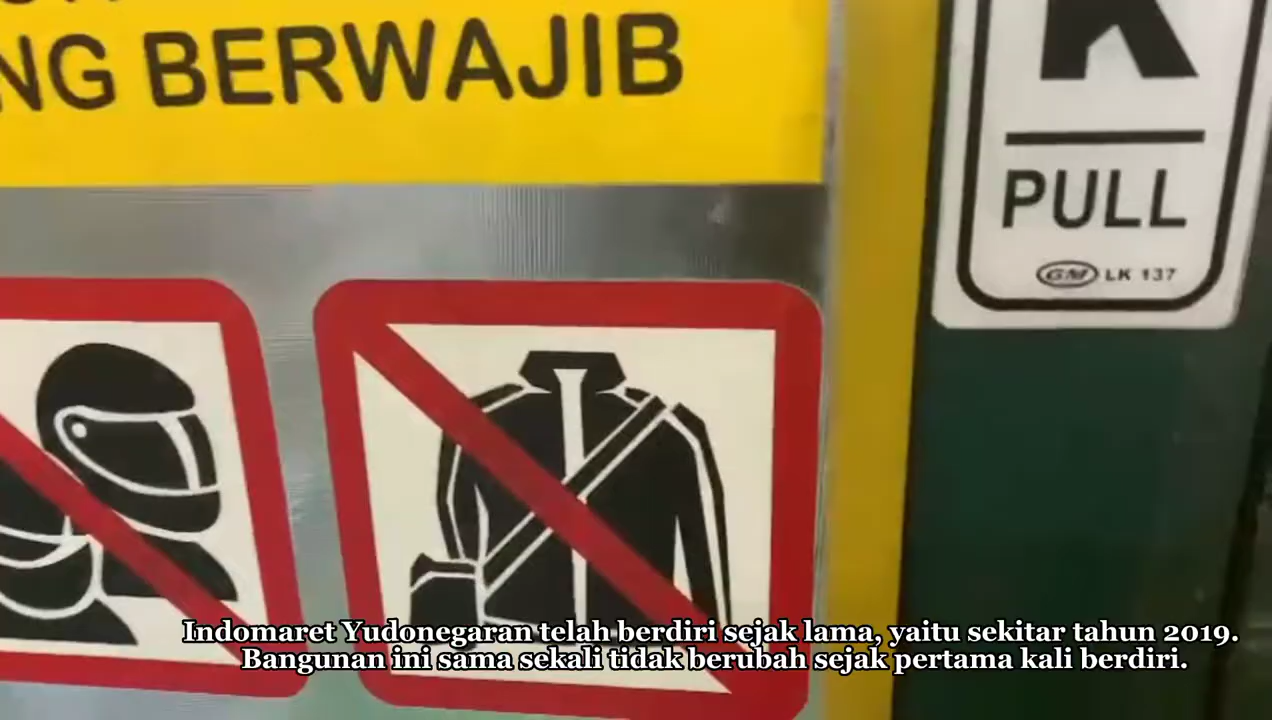 BERWAJIB
PULL
GM LK 137
Indomaret Yudonegaran telah berdiri sejak lama, yaitu sekitar tahun 2019.
Bangunan ini sama sekali tidak berubah sejak pertama kali berdiri.